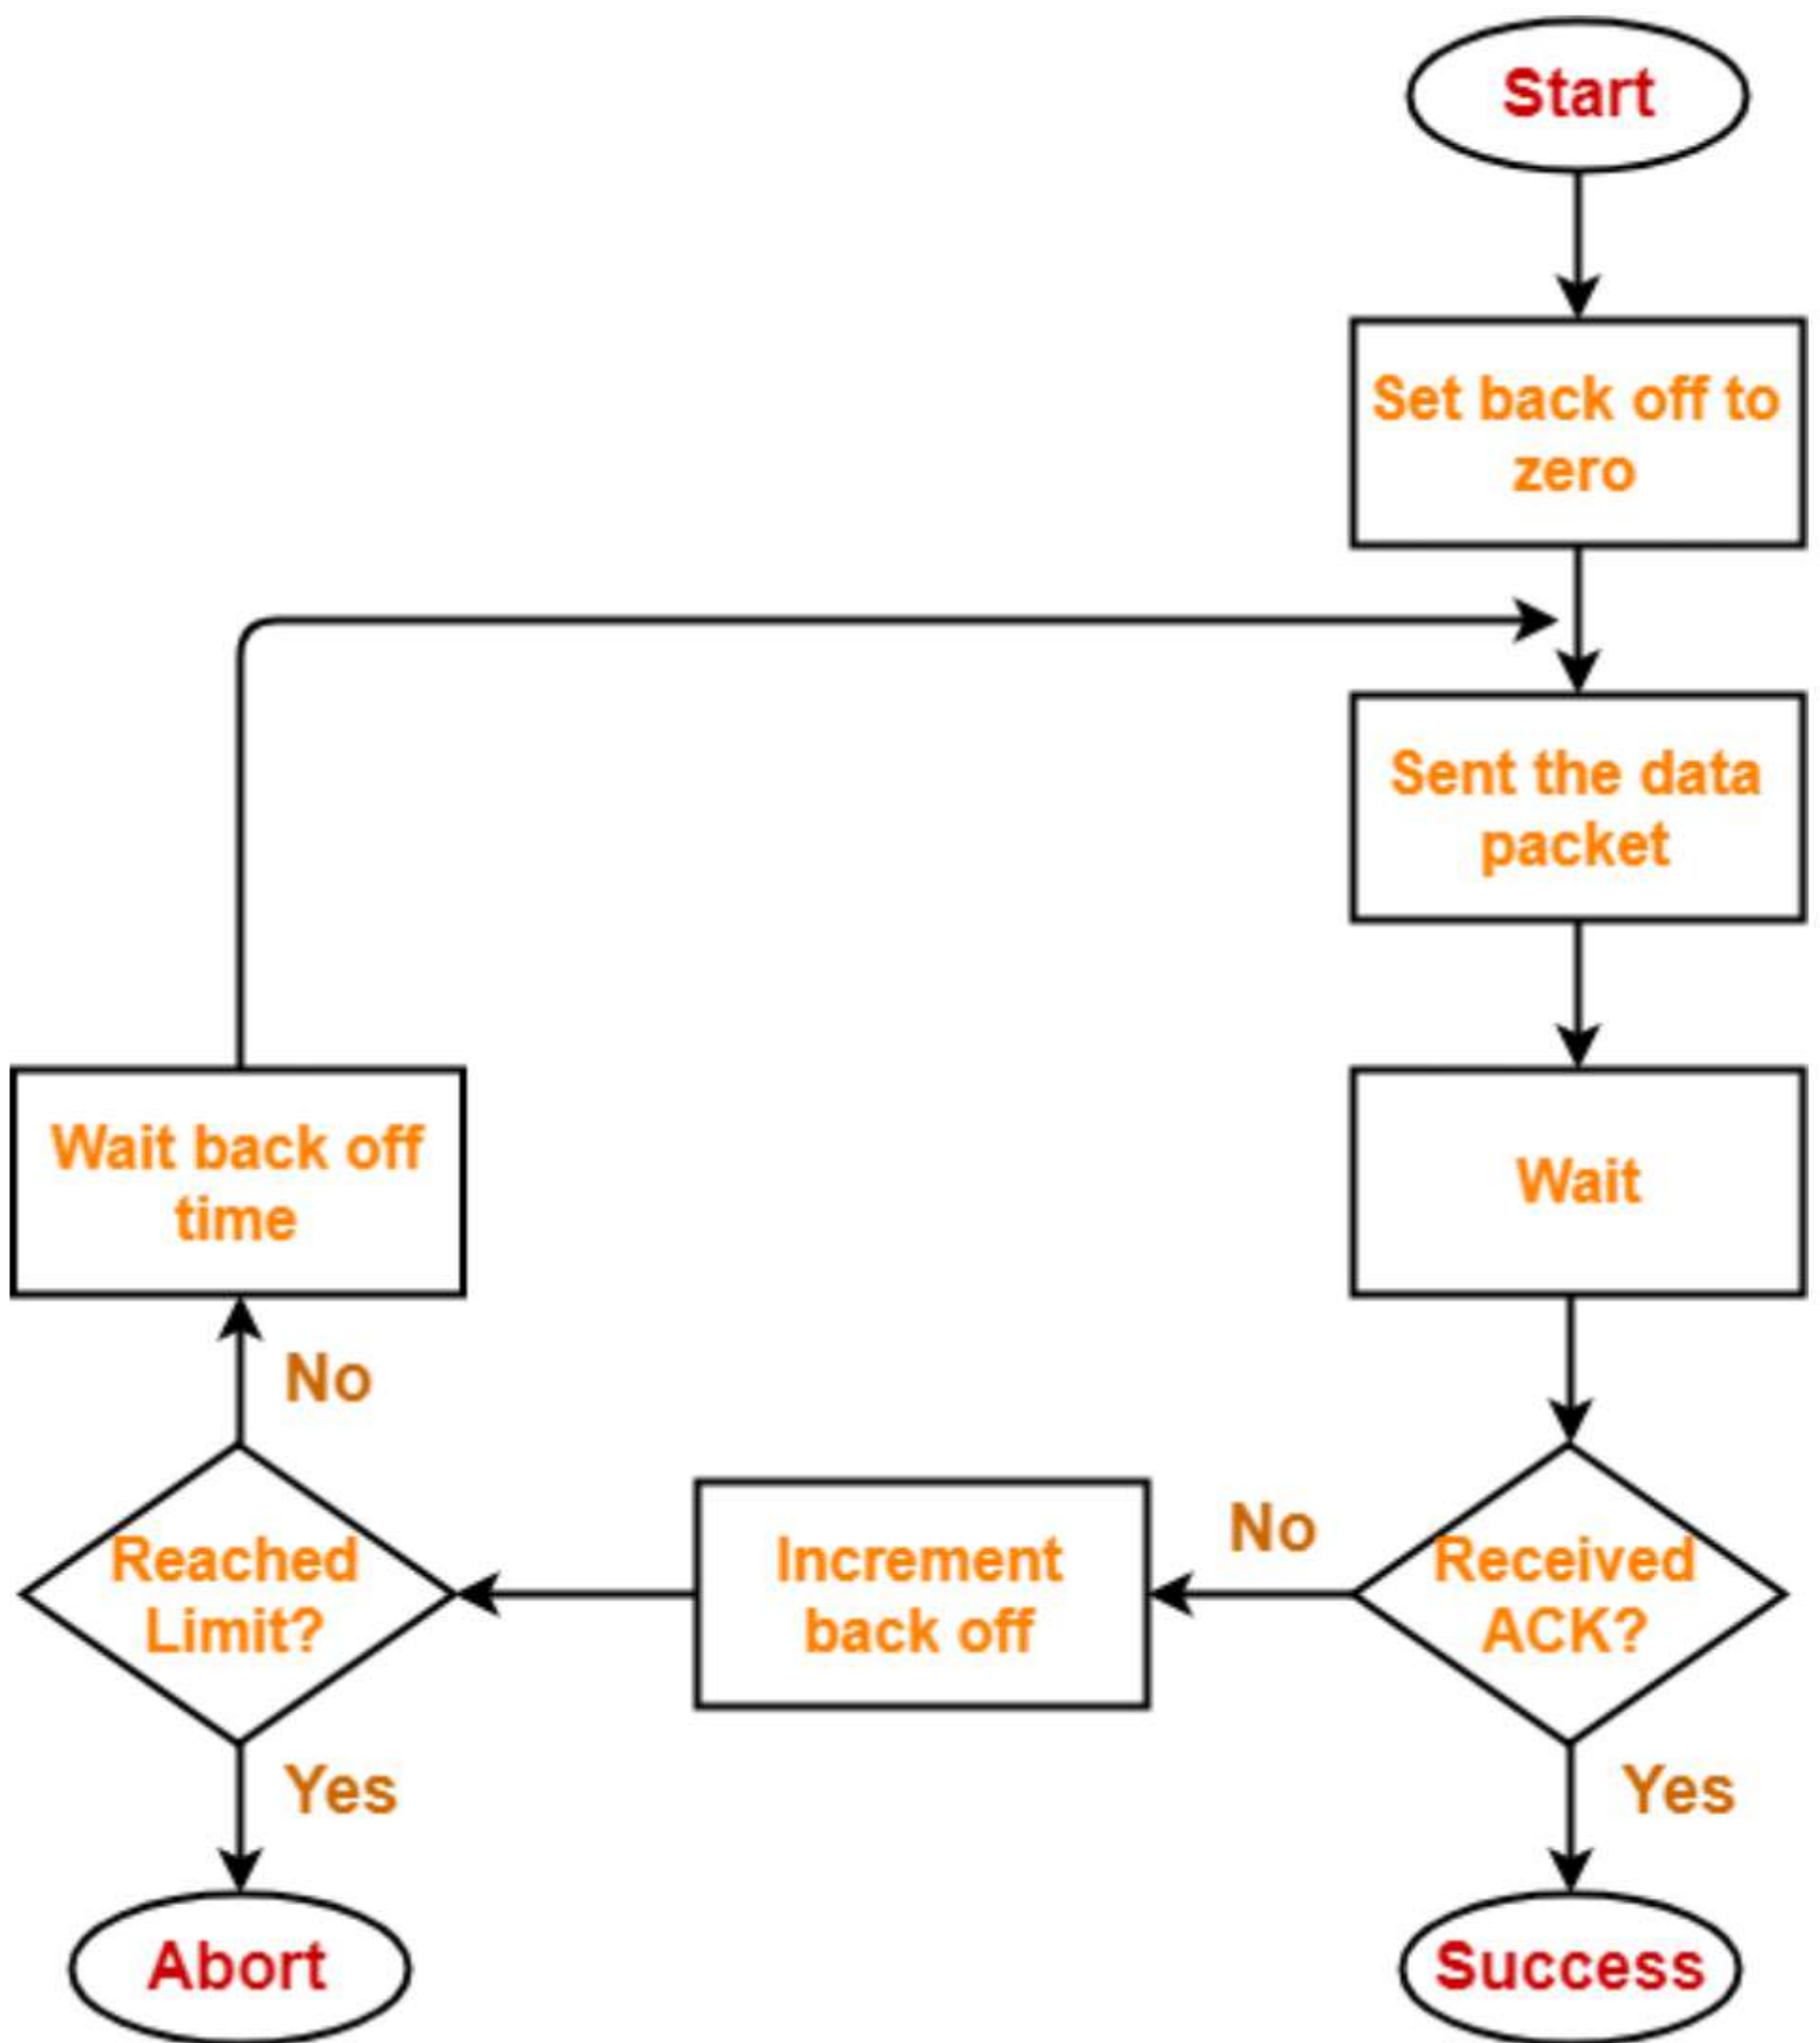 Start
Set back off to
zero
Sent the data
packet
Wait back off
time
Wait
No
Reached
Limit?
Increment
back off
No
Received
ACK?
Yes
Yes
Abort
Success